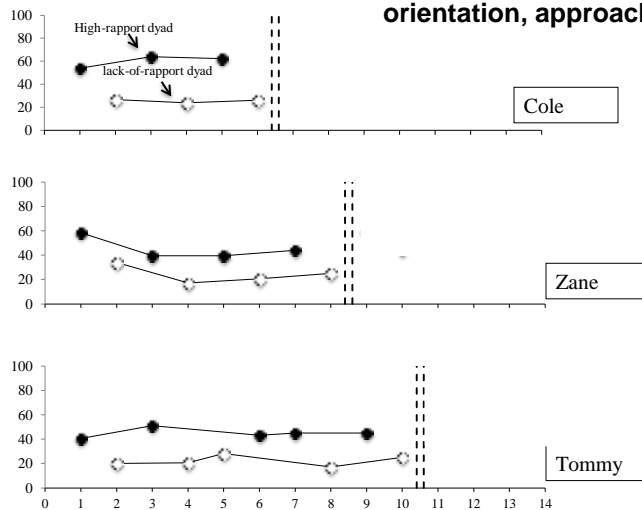 orientation, approach
100
80
60
40
20
0
High-rapport dyad
lack-of-rapport dyad
Cole
100
80
60
40
20
0
Zane
100
80
60
40
20
0
Tommy
0 1 2 3 4 5 6 7 8 9 10 11 12 13 14